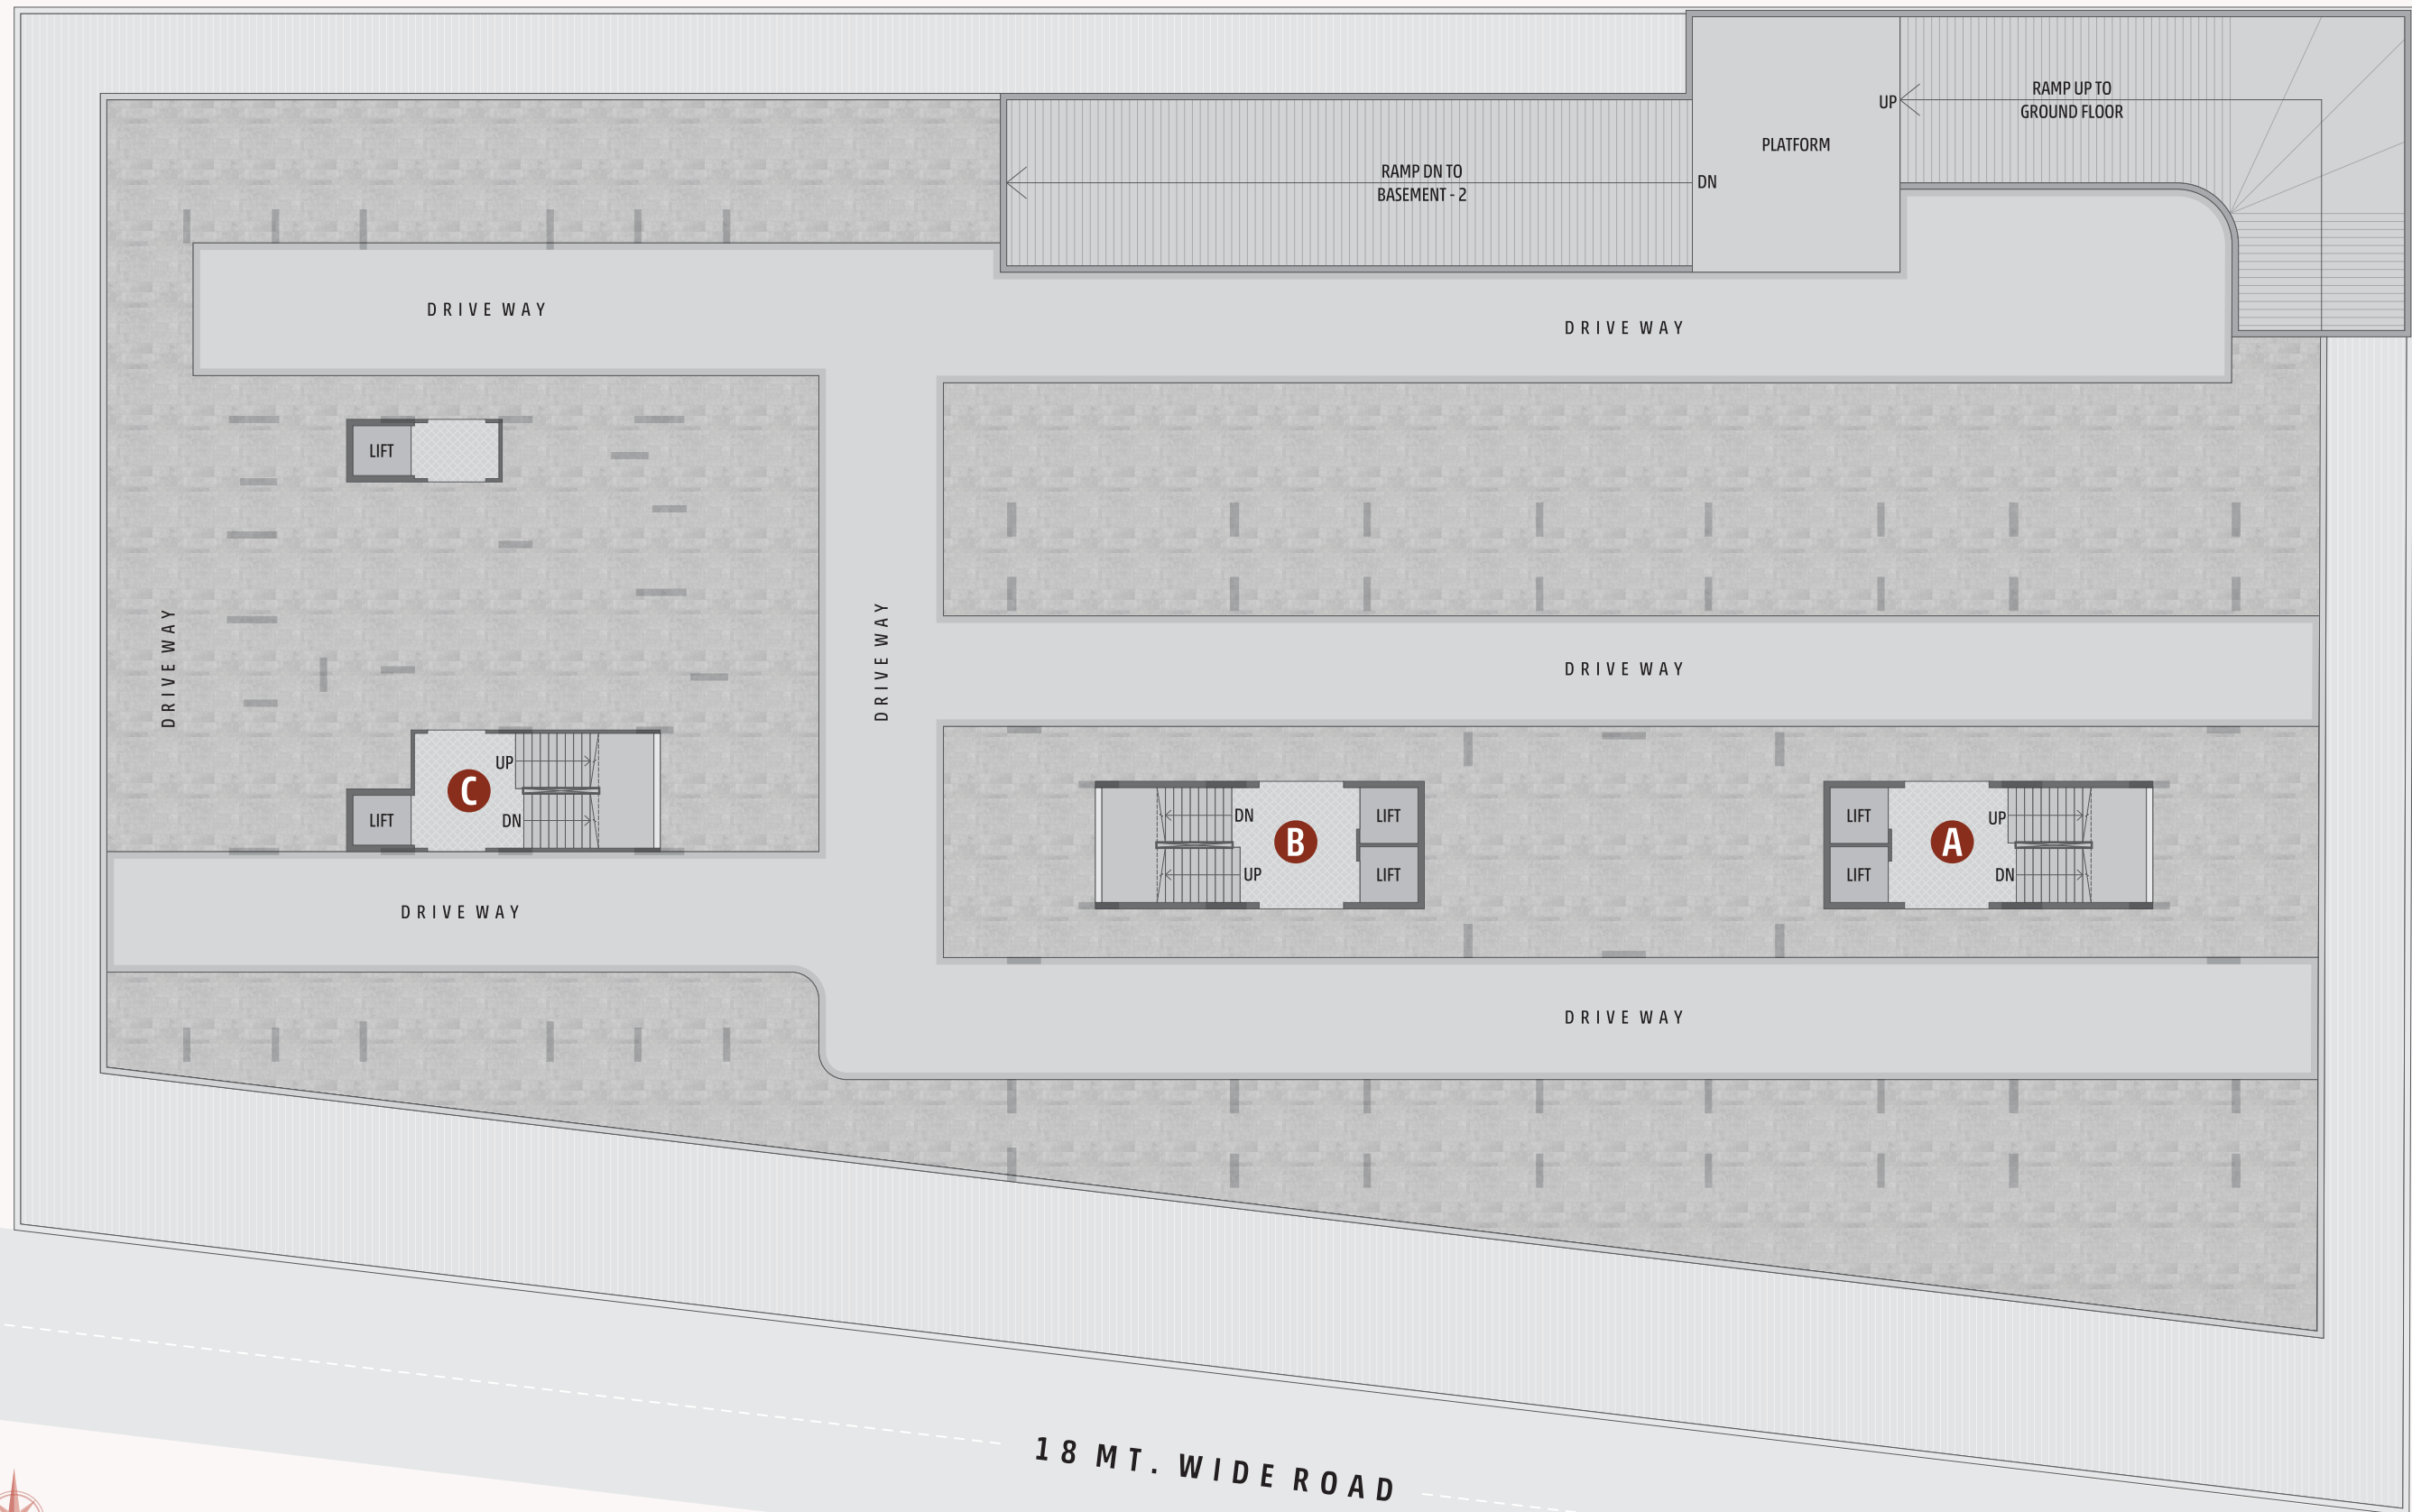 RAMP UP TO
GROUND FLOOR
UP
PLATFORM
RAMP DN TO
BASEMENT - 2
DN
DRIVE WAY
DRIVE WAY
LIFT
DRIVE WAY
DRIVE WAY
DRIVE WAY
UP
C
LIFT
DN
DN
LIFT
B
UP
LIFT
LIFT
UP
A
LIFT
DN
DRIVE WAY
DRIVE WAY
18 MT. WIDE ROAD